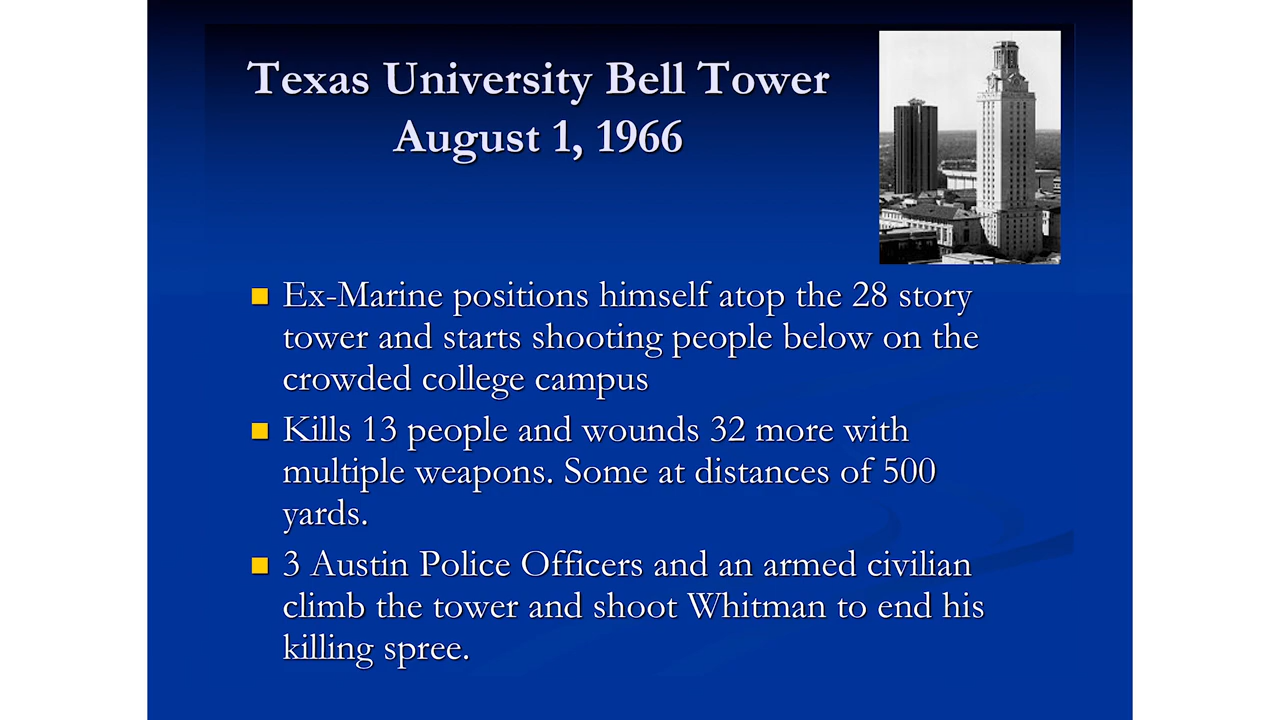 Texas University Bell Tower
August 1, 1966
Ex-Marine positions himself atop the 28 story
tower and starts shooting people below on the
crowded college campus
Kills 13 people and wounds 32 more with
multiple weapons. Some at distances of 500
yards.
3 Austin Police Officers and an armed civilian
climb the tower and shoot Whitman to end his
killing spree.